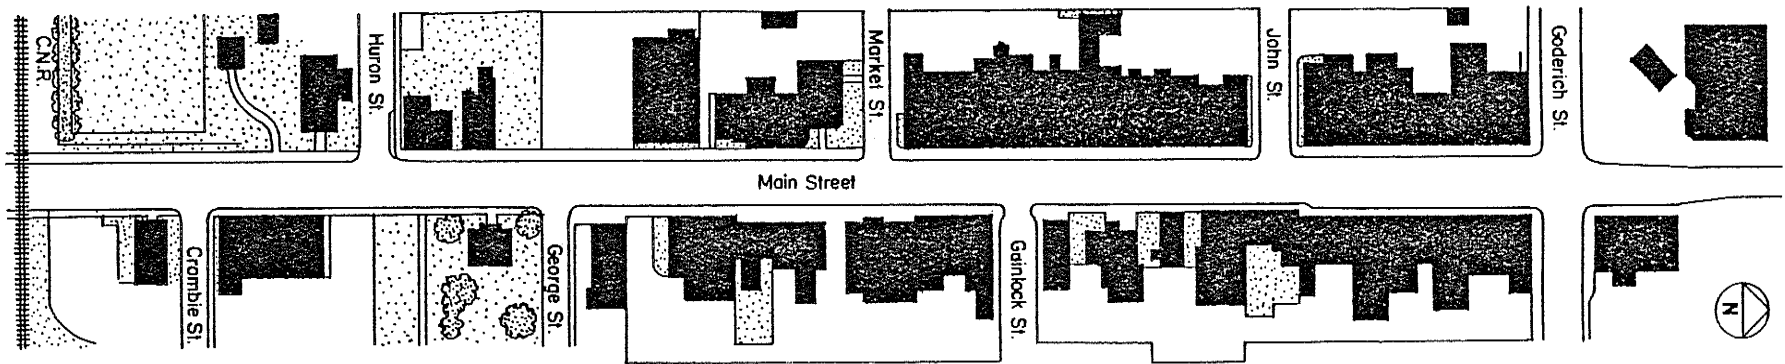 C.N.R.
Huron St.
Market St.
John St.
Goderich St.
Main Street
Crombie St.
George St.
Gainlock St.
N